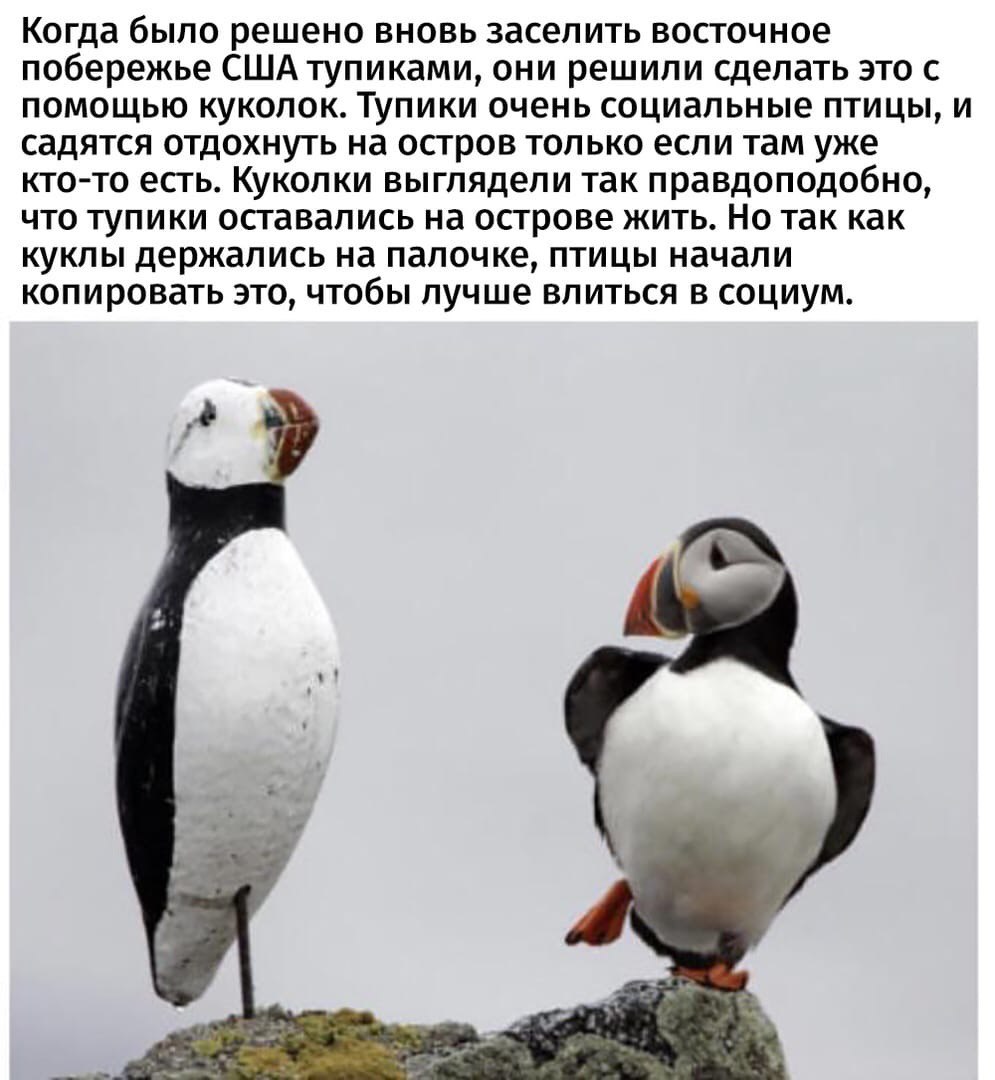 Когда было решено вновь заселить восточное
побережье США тупиками, они решили сделать это с
помощью куколок. Тупики очень социальные птицы, и
садятся отдохнуть на остров только если там уже
кто-то есть. Куколки выглядели так правдоподобно,
что тупики оставались на острове жить. Но так как
куклы держались на палочке, птицы начали
копировать это, чтобы лучше влиться в социум.